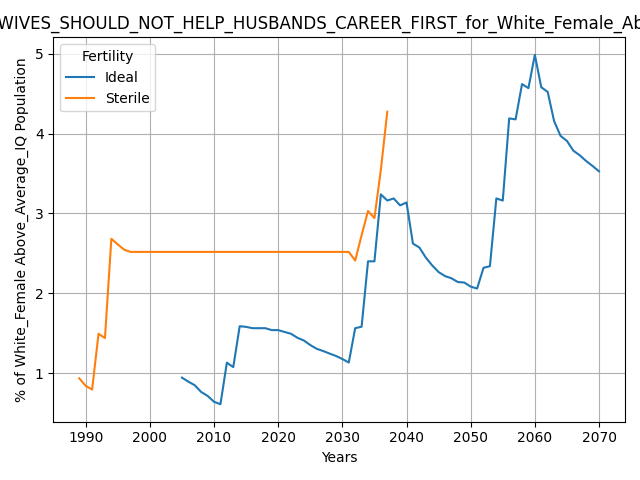 WIVES_SHOULD_NOT_HELP_HUSBANDS_CAREER_FIRST_for_White_Female_Ab
Fertility
Ideal
Sterile
% of White_Female Above_Average_IQ Population
5
4
3
2
1
1990 2000 2010 2020 2030 2040 2050 2060 2070
Years